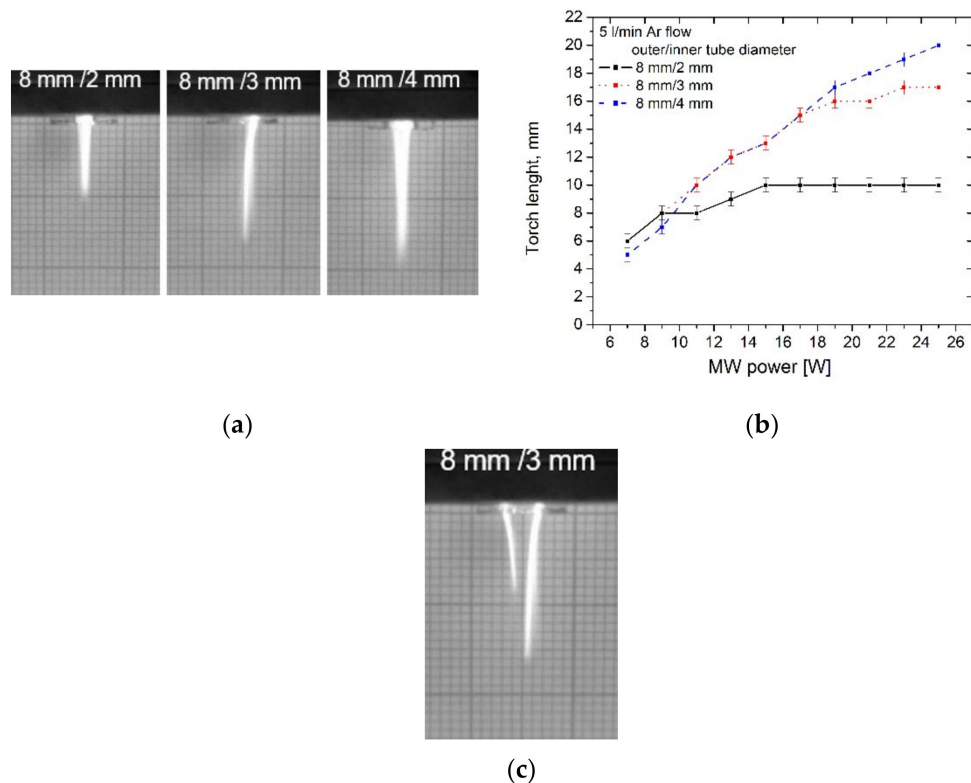 8 mm /2 mm
8 mm /3 mm
8 mm /4 mm
(a)
5 l/min Ar flow
outer/inner tube diameter
8 mm/2 mm
8 mm/3 mm
8 mm/4 mm
Torch lenght, mm
22
20
18
16
14
12
10
8
6
4
2
0
6 8 10 12 14 16 18 20 22 24 26
MW power [W]
(b)
8 mm /3 mm
(c)